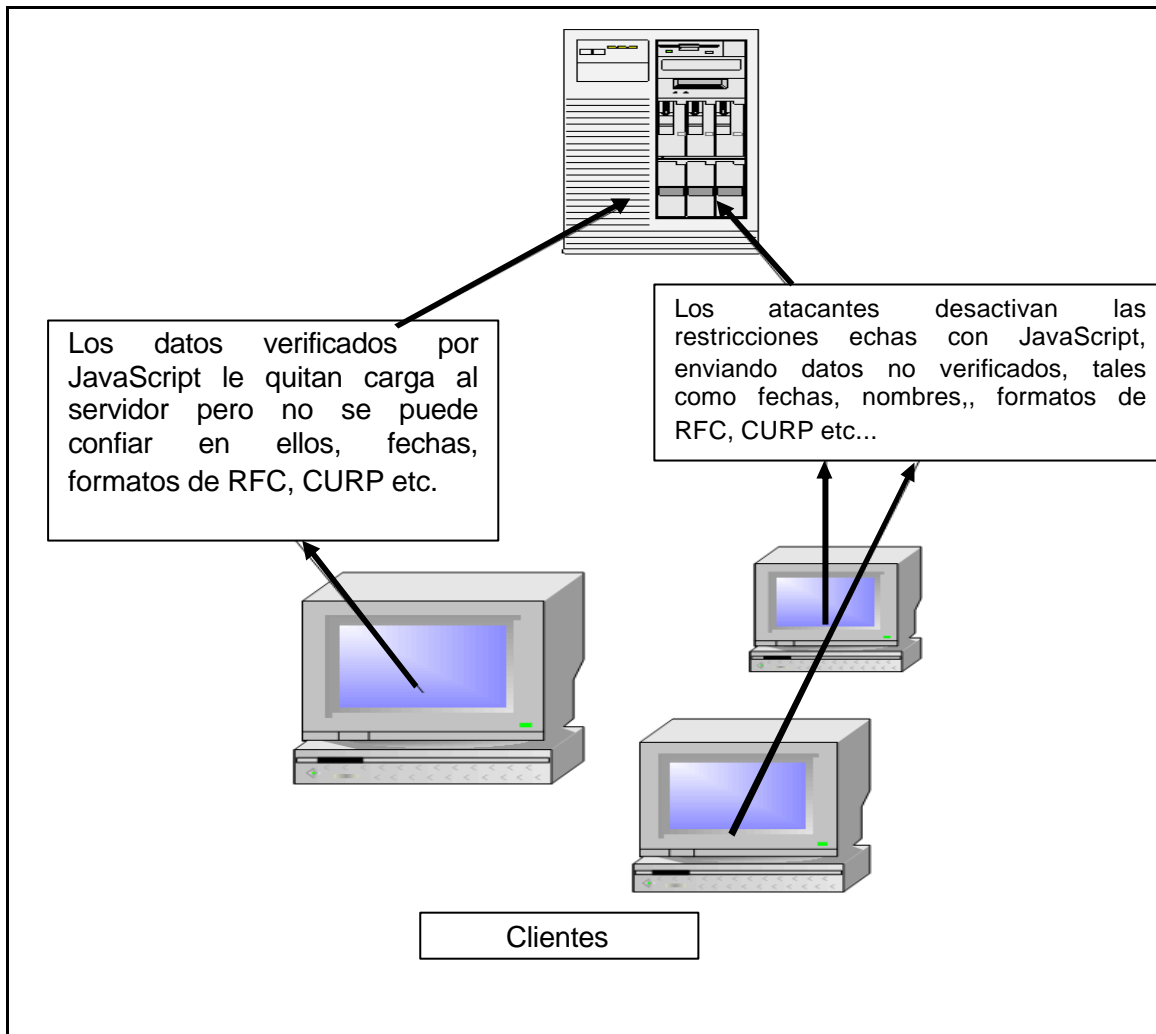 Los datos verificados por
JavaScript le quitan carga al
servidor pero no se puede
confiar en ellos, fechas,
formatos de RFC, CURP etc.
Los atacantes desactivan las
restricciones echas con JavaScript,
enviando datos no verificados, tales
como fechas, nombres,, formatos de
RFC, CURP etc...
Clientes